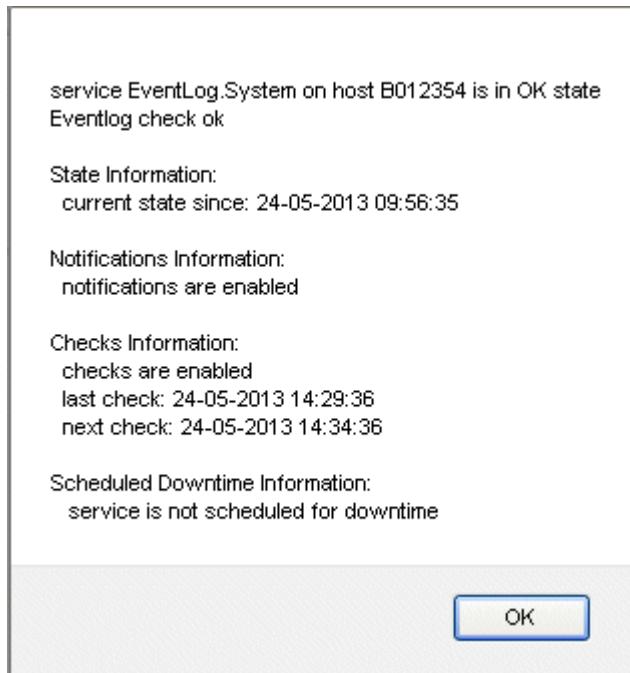 service EventLog.System on host B012354 is in OK state
Eventlog check ok
State Information:
current state since: 24-05-2013 09:56:35
Notifications Information:
notifications are enabled
Checks Information:
checks are enabled
last check: 24-05-2013 14:29:36
next check: 24-05-2013 14:34:36
Scheduled Downtime Information:
service is not scheduled for downtime
OK